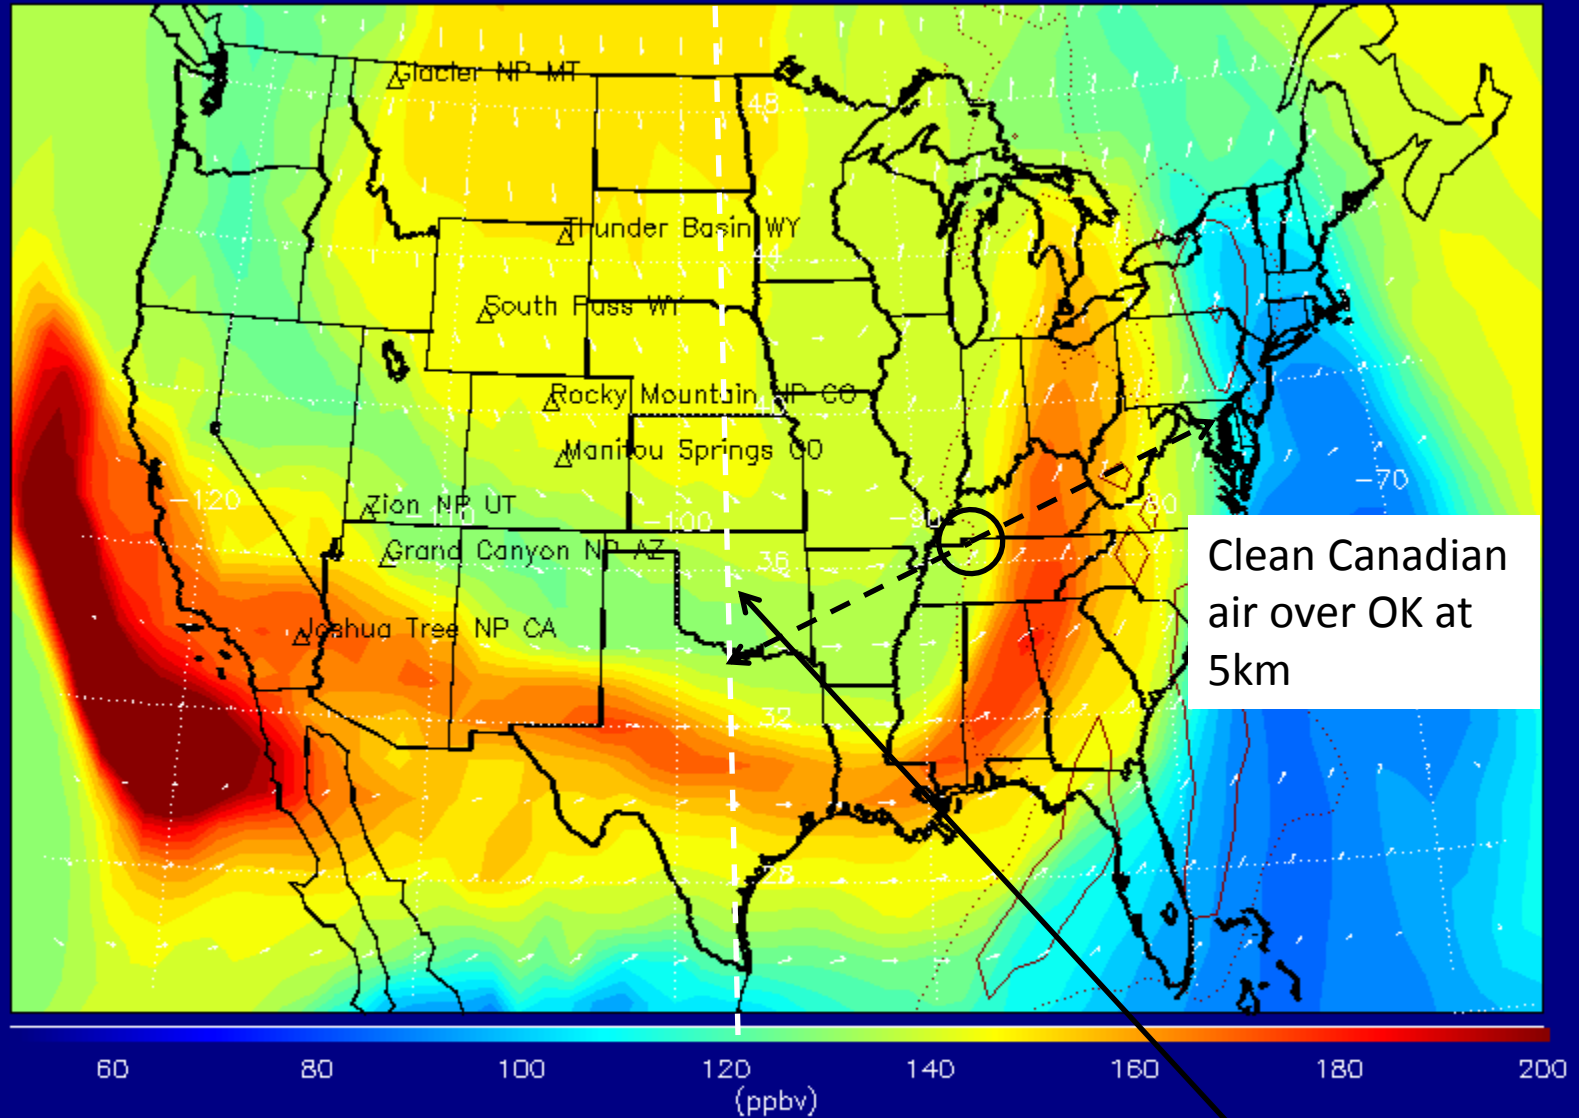 Glacier NP MT
48
Thunder Basin WY
44
South Pass WY
Rocky Mountain NP CO
40
Manitou Springs CO
-70
Zion NP UT
-120
-110
-100
-90
-80
Grand Canyon NP AZ
36
Clean Canadian
air over OK at
5km
Joshua Tree NP CA
32
28
60
80
100
120
140
160
180
200
(ppbv)